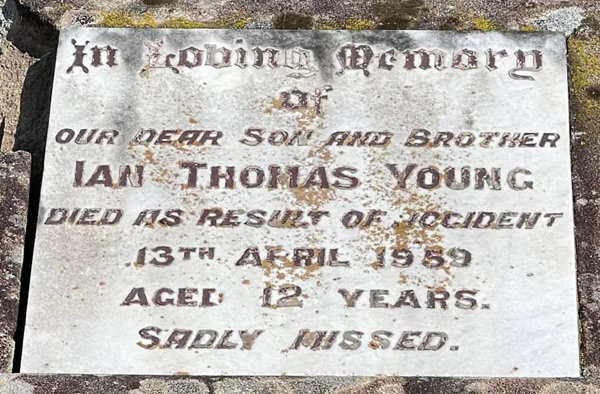 In Loving Memory
of
OUR DEAR SON AND BROTHER
IAN THOMAS YOUNG
DIED AS RESULT OF ACCIDENT
13TH APRIL 1959
AGED 12 YEARS.
SADLY MISSED.